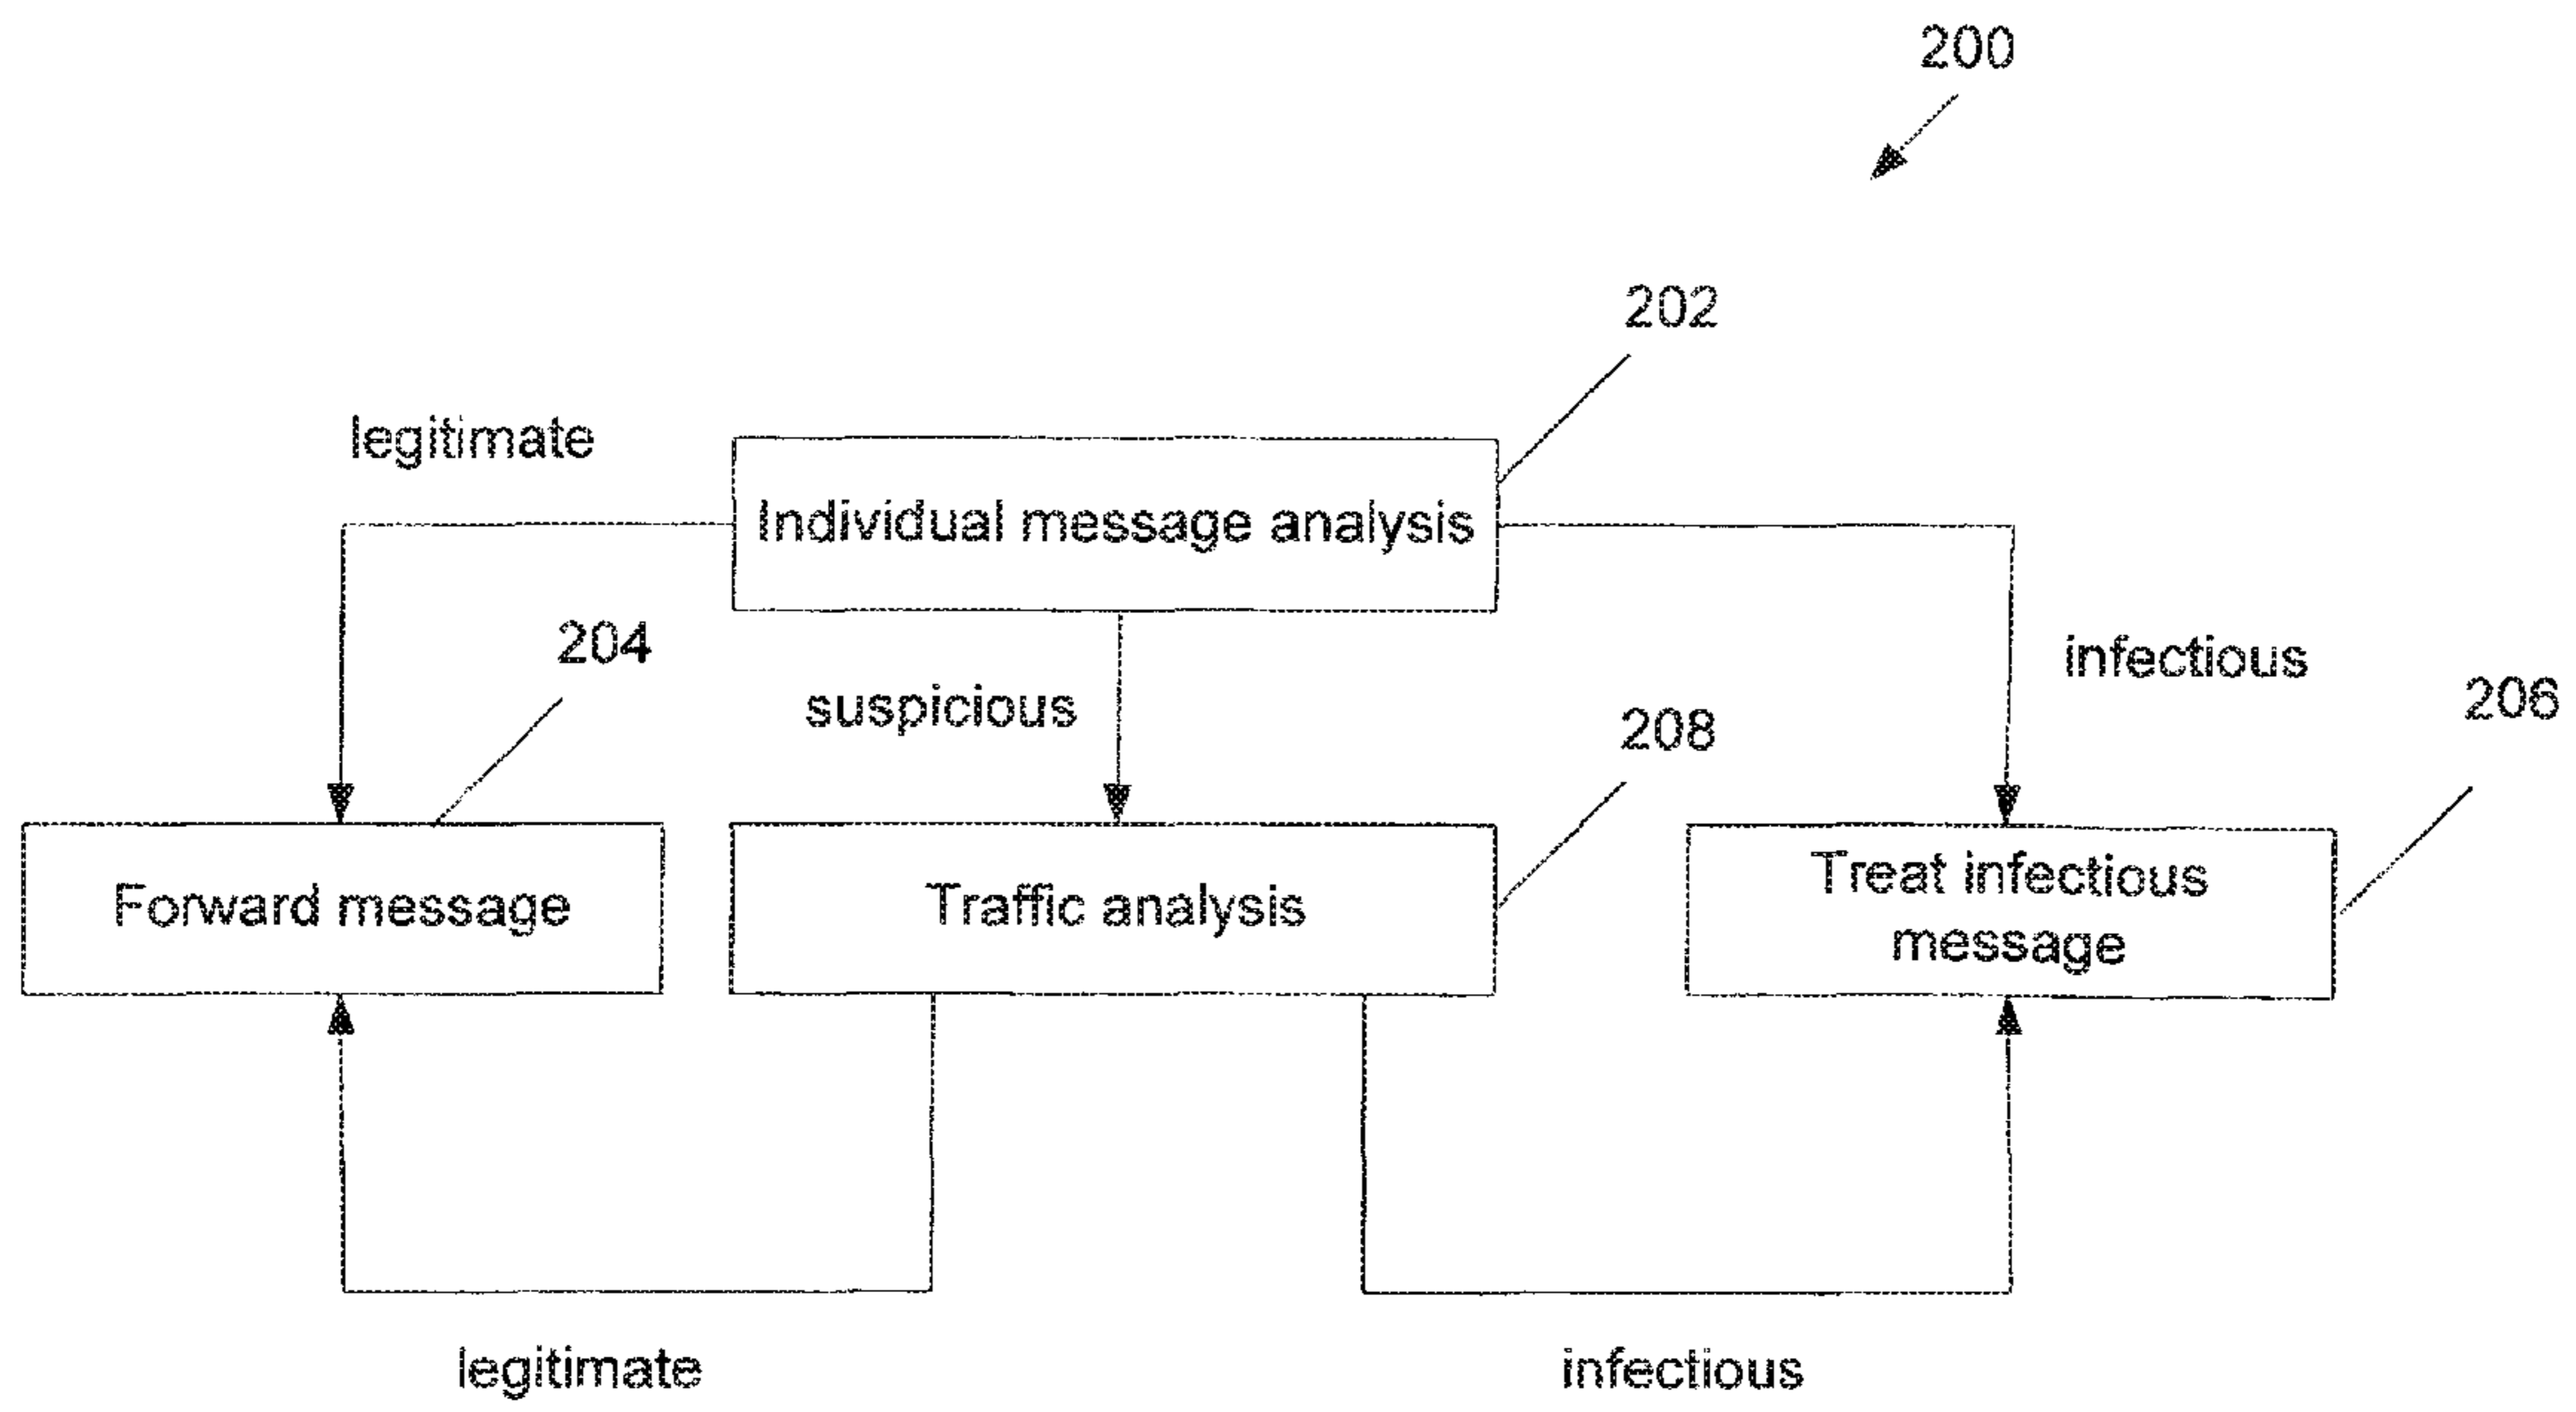 200
202
legitimate
Individual message analysis
204
infectious
suspicious
208
206
Forward message
Traffic analysis
Treat infectious
message
legitimate
infectious